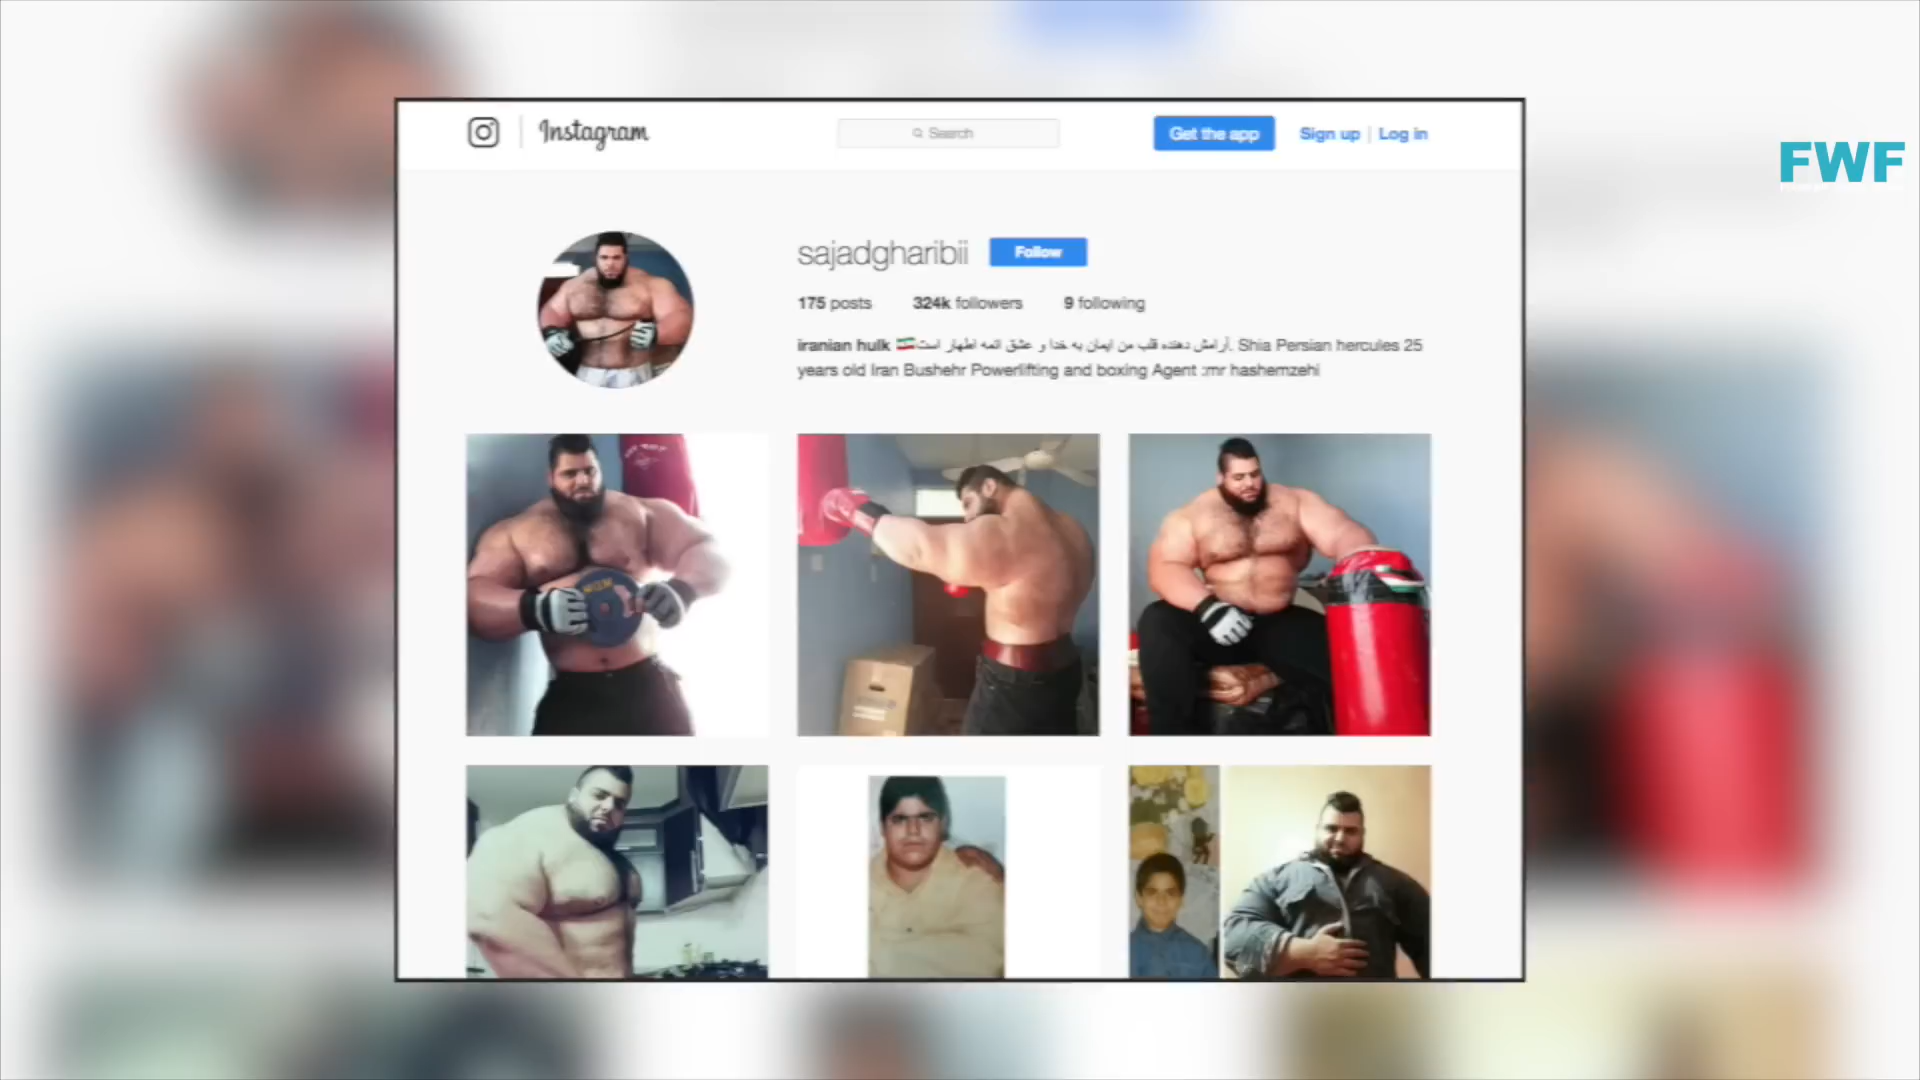 Instagram
Search
Get the app
Sign up | Log in
FWF
sajadgharibii
Follow
175 posts
324k followers
9 following
iranian hulk 🇮🇷آرامش دهنده قلب من ایمان به خدا و عشق ائمه اطهار است. Shia Persian hercules 25
years old Iran Bushehr Powerlifting and boxing Agent :mr hashemzehi